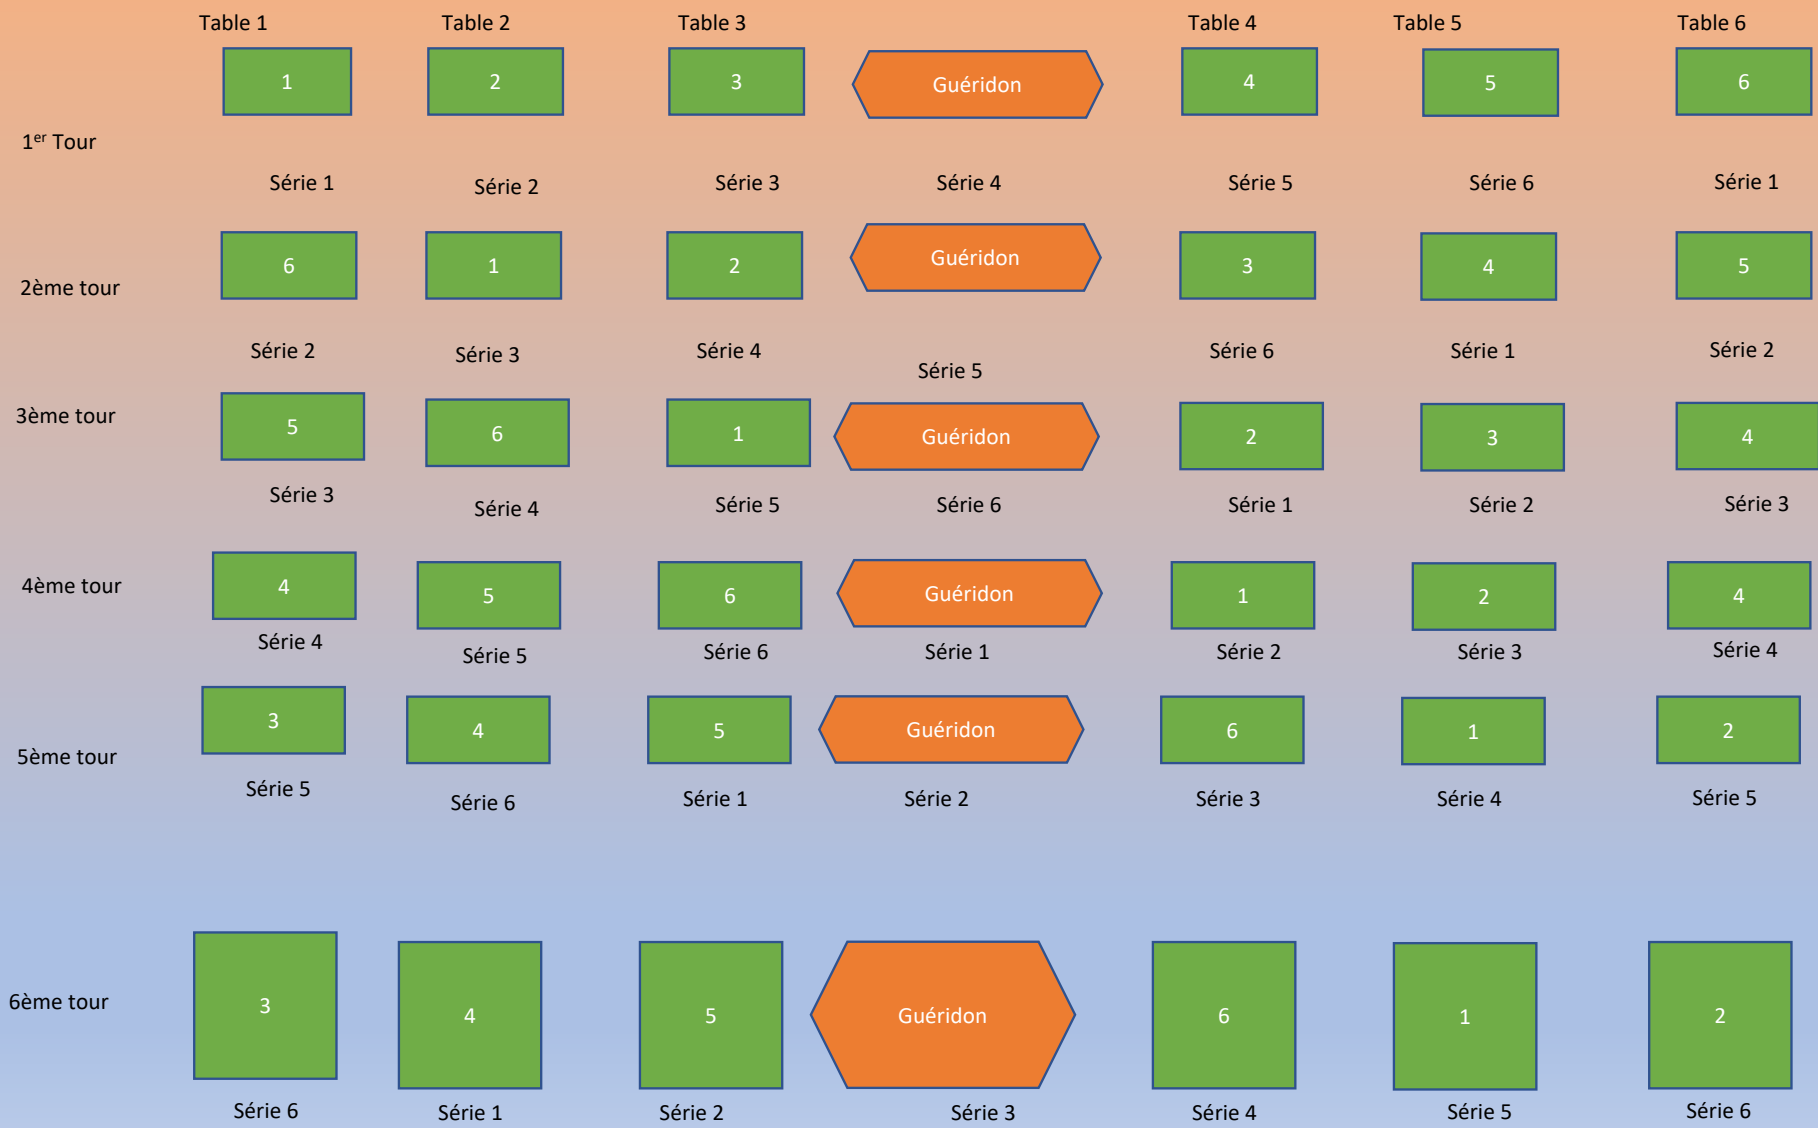 Table 1 Table 2 Table 3 Table 4 Table 5 Table 6
1 2 3 Guéridon 4 5 6
1er Tour
Série 1 Série 2 Série 3 Série 4 Série 5 Série 6 Série 1
6 1 2 Guéridon 3 4 5
2ème tour
Série 2 Série 3 Série 4 Série 5 Série 6 Série 1 Série 2
3ème tour
5 6 1 Guéridon 2 3 4
Série 3 Série 4 Série 5 Série 6 Série 1 Série 2 Série 3
4ème tour
4 5 6 Guéridon 1 2 4
Série 4 Série 5 Série 6 Série 1 Série 2 Série 3 Série 4
3 4 5 Guéridon 6 1 2
5ème tour
Série 5 Série 6 Série 1 Série 2 Série 3 Série 4 Série 5
6ème tour
3 4 5 Guéridon 6 1 2
Série 6 Série 1 Série 2 Série 3 Série 4 Série 5 Série 6